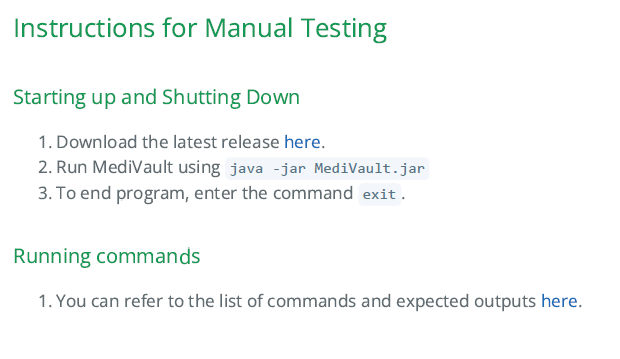 Instructions for Manual Testing
Starting up and Shutting Down
1. Download the latest release here.
2. Run MediVault using java -jar MediVault.jar
3. To end program, enter the command exit.
Running commands
1. You can refer to the list of commands and expected outputs here.